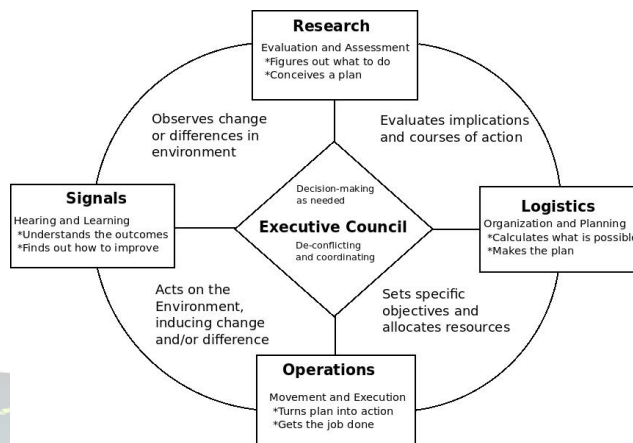 Research
Evaluation and Assessment
*Figures out what to do
*Conceives a plan
Observes change
or differences in
environment
Evaluates implications
and courses of action
Signals
Hearing and Learning
*Understands the outcomes
*Finds out how to improve
Decision-making
as needed
Executive Council
De-conflicting
and coordinating
Logistics
Organization and Planning
*Calculates what is possible
*Makes the plan
Acts on the
Environment,
inducing change
and/or difference
Sets specific
objectives and
allocates resources
Operations
Movement and Execution
*Turns plan into action
*Gets the job done